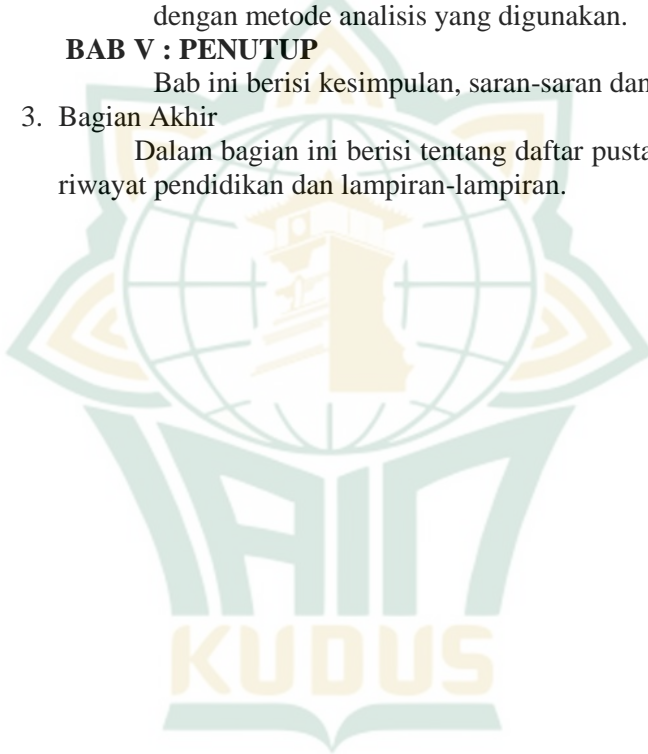 dengan metode analisis yang digunakan.
BAB V : PENUTUP
Bab ini berisi kesimpulan, saran-saran dan
3. Bagian Akhir
Dalam bagian ini berisi tentang daftar
riwayat pendidikan dan lampiran-lampiran.
IAIN
KUDUS